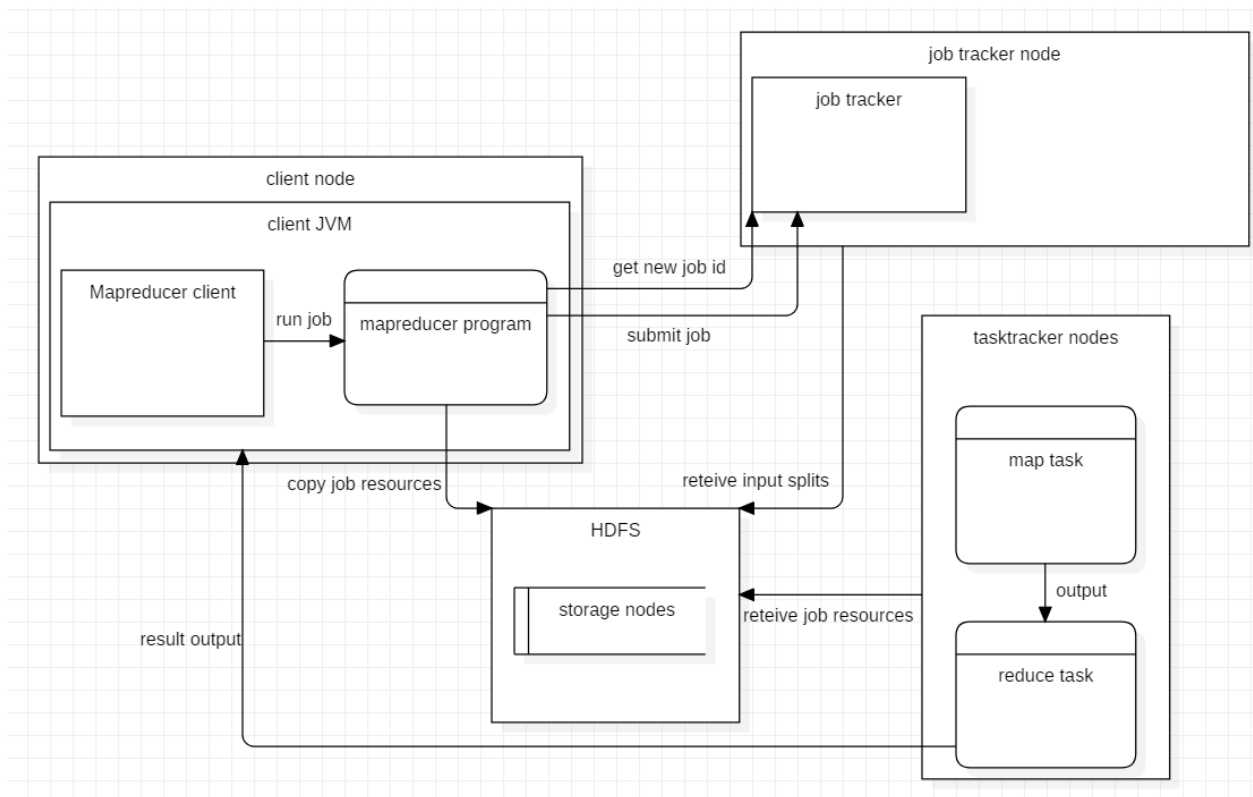 job tracker node
job tracker
client node
client JVM
Mapreducer client
run job
mapreducer program
get new job id
submit job
tasktracker nodes
map task
copy job resources
reteive input splits
HDFS
storage nodes
output
reteive job resources
result output
reduce task